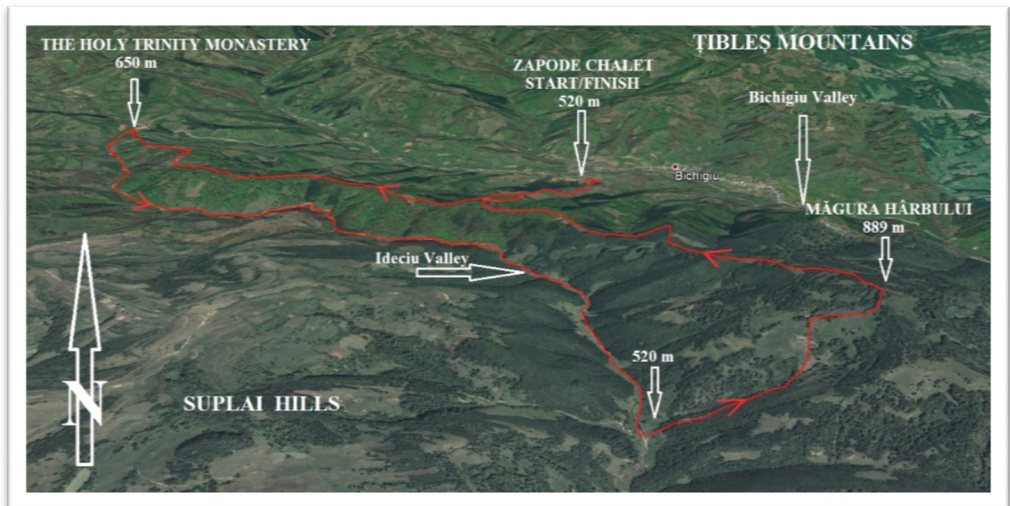 THE HOLY TRINITY MONASTERY
650 m
ZAPODE CHALET
START/FINISH
520 m
ȚIBLEȘ MOUNTAINS
Bichigiu Valley
Bichigiu
MĂGURA HÂRBULUI
889 m
Ideciu Valley
520 m
N
SUPLAI HILLS